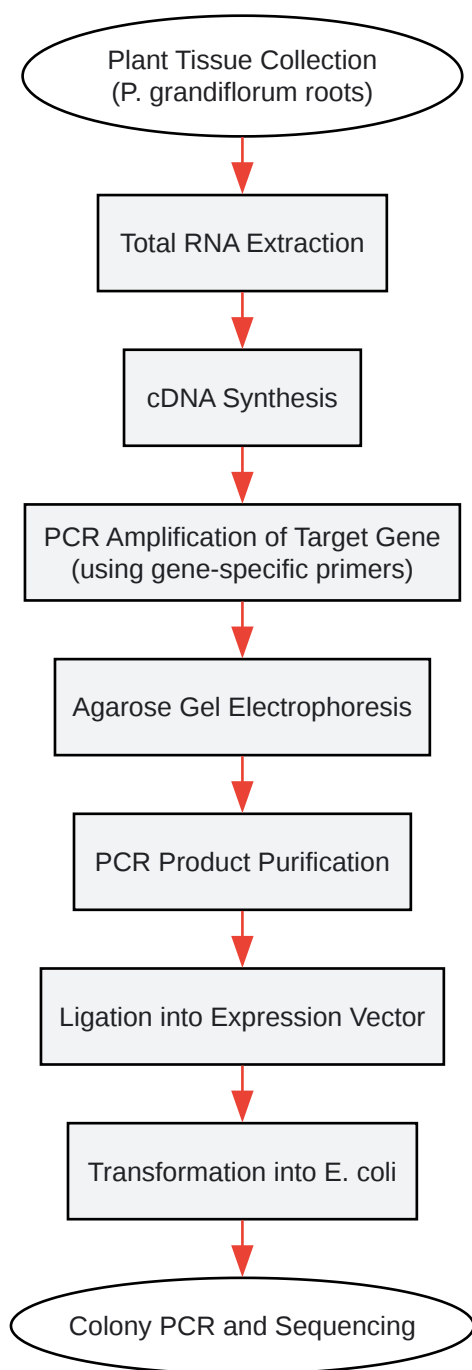 Plant Tissue Collection
(P. grandiflorum roots)
Total RNA Extraction
cDNA Synthesis
PCR Amplification of Target Gene
(using gene-specific primers)
Agarose Gel Electrophoresis
PCR Product Purification
Ligation into Expression Vector
Transformation into E. coli
Colony PCR and Sequencing